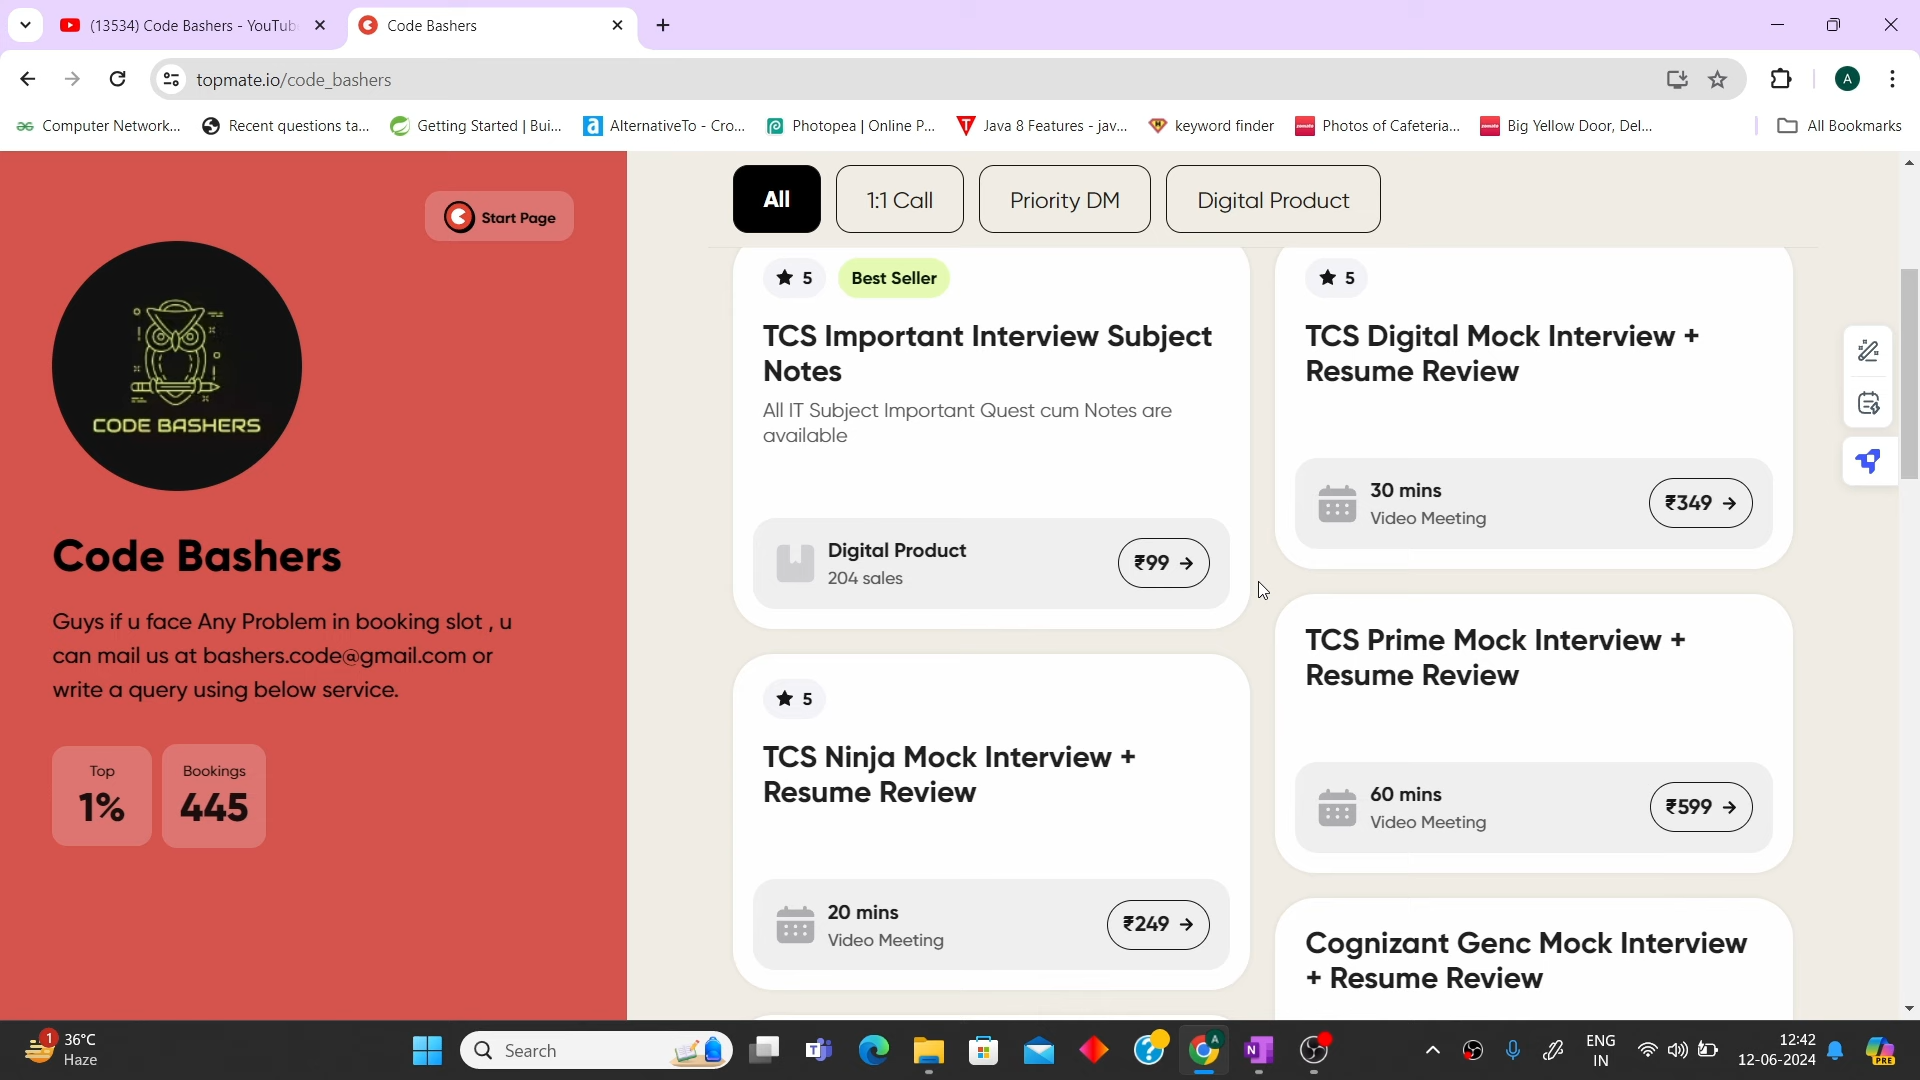 (13534) Code Bashers - YouTub
Code Bashers
topmate.io/code_bashers
A
Computer Network...
Recent questions ta...
Getting Started | Bui...
AlternativeTo - Cro...
Photopea | Online P...
Java 8 Features - jav...
keyword finder
Photos of Cafeteria...
Big Yellow Door, Del...
All Bookmarks
Start Page
CODE BASHERS
Code Bashers
Guys if u face Any Problem in booking slot , u
can mail us at bashers.code@gmail.com or
write a query using below service.
Top
1%
Bookings
445
All
1:1 Call
Priority DM
Digital Product
5
Best Seller
TCS Important Interview Subject
Notes
All IT Subject Important Quest cum Notes are
available
Digital Product
204 sales
₹99
5
TCS Digital Mock Interview +
Resume Review
30 mins
Video Meeting
₹349
5
TCS Ninja Mock Interview +
Resume Review
20 mins
Video Meeting
₹249
TCS Prime Mock Interview +
Resume Review
60 mins
Video Meeting
₹599
Cognizant Genc Mock Interview
+ Resume Review
1
36°C
Haze
Search
A
ENG
IN
12:42
12-06-2024
PRE